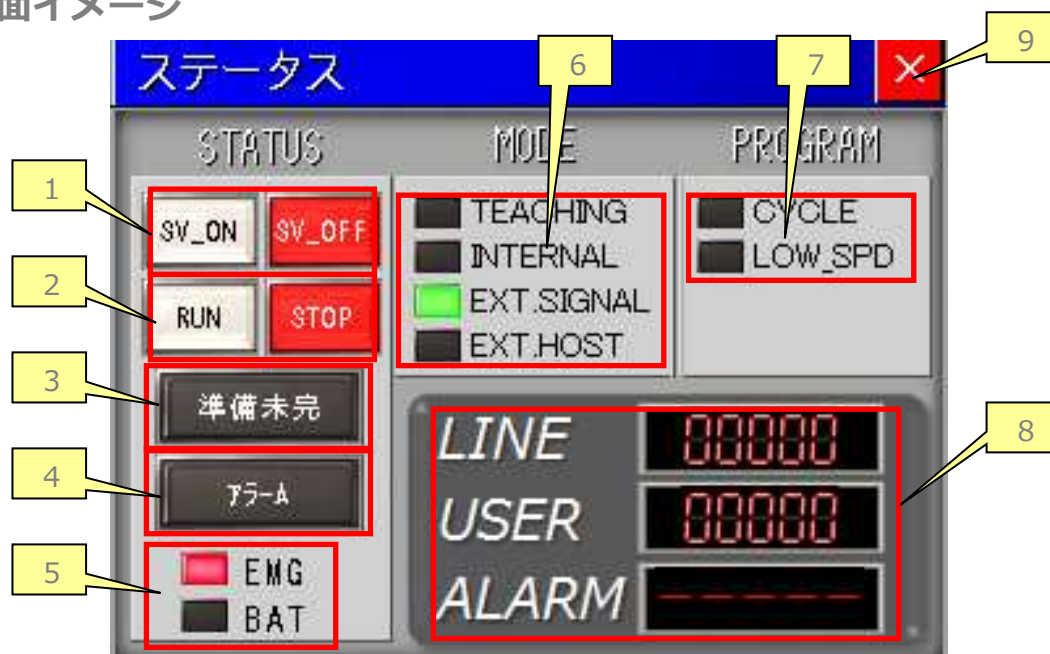 面イメージ
ステータス
6
7
9
×
STATUS
MODE
PROGRAM
1
SV_ON
SV_OFF
TEACHING
CYCLE
INTERNAL
LOW_SPD
2
RUN
STOP
EXT.SIGNAL
EXT.HOST
3
準備未完
LINE
00000
8
4
アラーム
USER
00000
5
EMG
ALARM
------
BAT